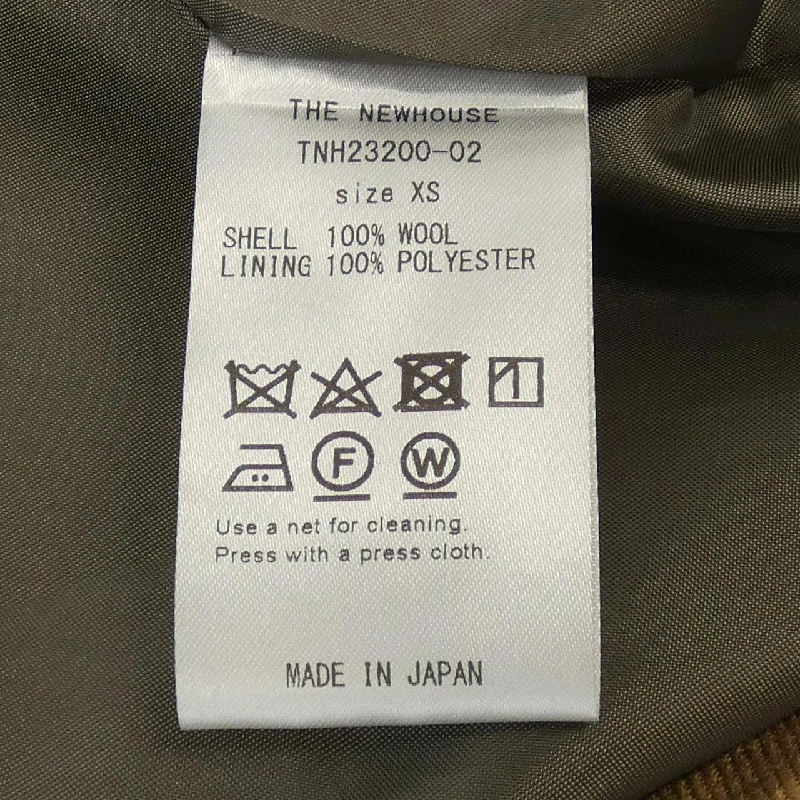 THE NEWHOUSE
TNH23200-02
size XS
SHELL 100% WOOL
LINING 100% POLYESTER
F W
Use a net for cleaning.
Press with a press cloth.
MADE IN JAPAN